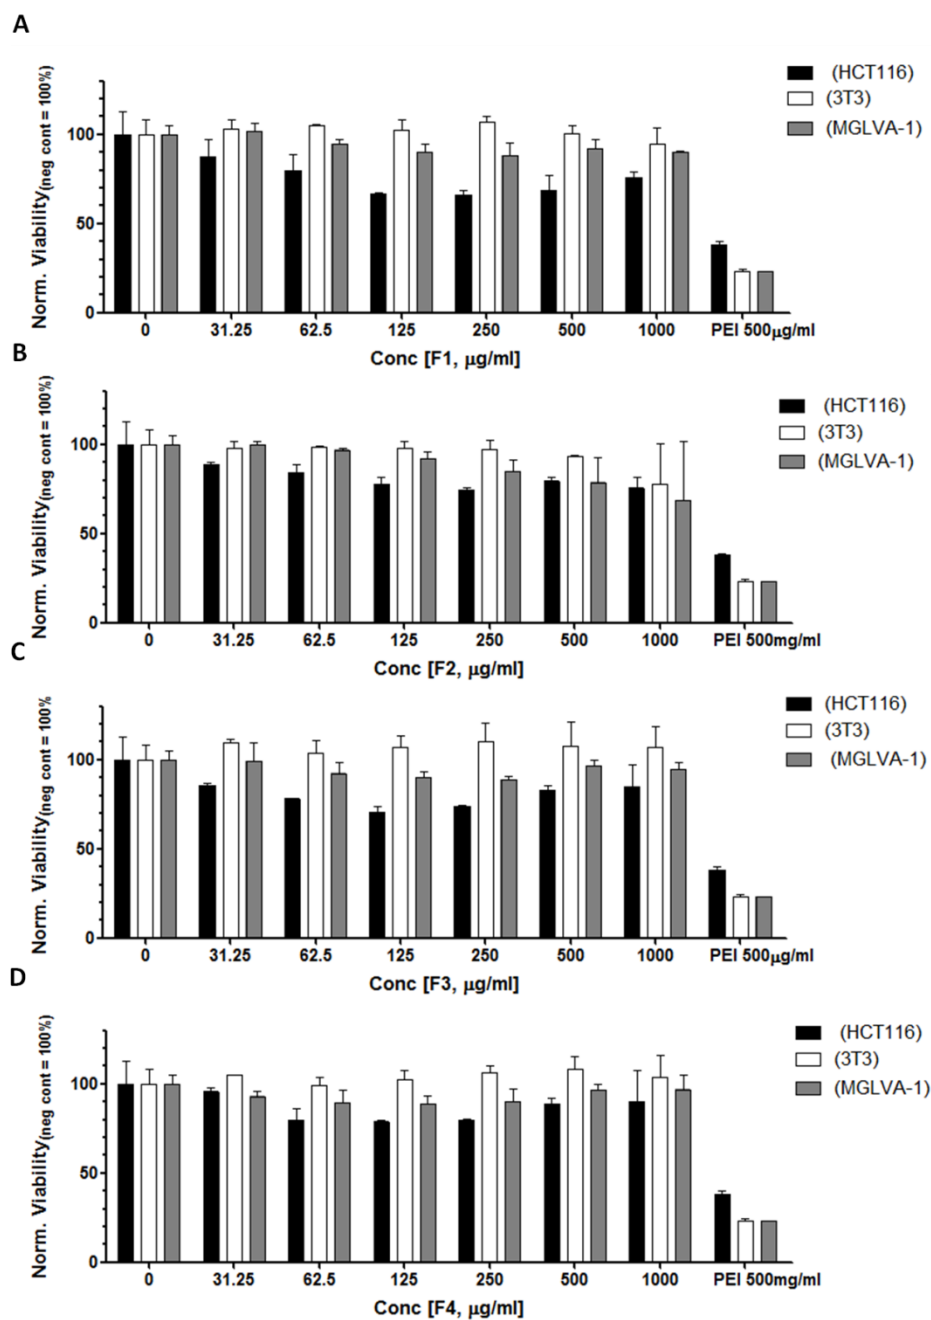 A
Norm. Viability(neg cont = 100%)
100
50
0
(HCT116)
(3T3)
(MGLVA-1)
0 31.25 62.5 125 250 500 1000 PEI 500μg/ml
Conc [F1, μg/ml]
B
Norm. Viability(neg cont = 100%)
100
50
0
(HCT116)
(3T3)
(MGLVA-1)
0 31.25 62.5 125 250 500 1000 PEI 500mg/ml
Conc [F2, μg/ml]
C
Norm. Viability(neg cont = 100%
100
50
0
(HCT116)
(3T3)
(MGLVA-1)
0 31.25 62.5 125 250 500 1000 PEI 500μg/ml
Conc [F3, μg/ml]
D
Norm. Viability(neg cont = 100%)
100
50
0
(HCT116)
(3T3)
(MGLVA-1)
0 31.25 62.5 125 250 500 1000 PEI 500mg/ml
Conc [F4, μg/ml]